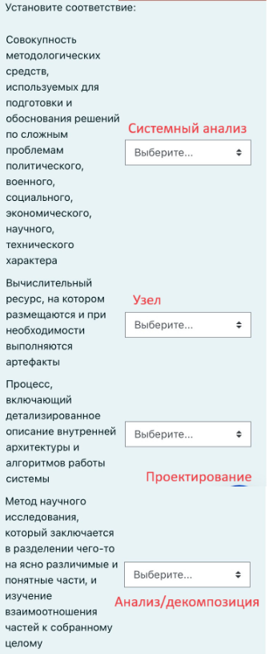 Установите соответствие:
Совокупность
методологических
средств,
используемых для
подготовки и
обоснования решений
по сложным
проблемам
политического,
военного,
социального,
экономического,
научного,
технического
характера
Системный анализ
Выберите...
Вычислительный
ресурс, на котором
размещаются и при
необходимости
выполняются
артефакты
Узел
Выберите...
Процесс,
включающий
детализированное
описание внутренней
архитектуры и
алгоритмов работы
системы
Выберите...
Проектирование
Метод научного
исследования,
который заключается
в разделении чего-то
на ясно различимые и
понятные части, и
изучение
взаимоотношения
частей к собранному
целому
Выберите...
Анализ/декомпозиция